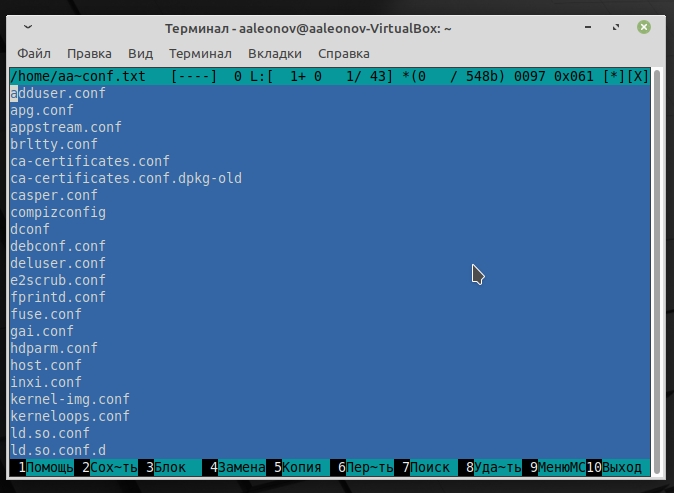 Терминал - aaleonov@aaleonov-VirtualBox: ~
Файл Правка Вид Терминал Вкладки Справка
/home/aa~conf.txt [----] 0 L:[ 1+ 0 1/ 43] *(0 / 548b) 0097 0x061 [*][X]
adduser.conf
apg.conf
appstream.conf
brltty.conf
ca-certificates.conf
ca-certificates.conf.dpkg-old
casper.conf
compizconfig
dconf
debconf.conf
deluser.conf
e2scrub.conf
fprintd.conf
fuse.conf
gai.conf
hdparm.conf
host.conf
inxi.conf
kernel-img.conf
kerneloops.conf
ld.so.conf
ld.so.conf.d
1Помощь 2Сох~ть 3Блок 4Замена 5Копия 6Пер~ть 7Поиск 8Уда~ть 9МенюMC 10Выход